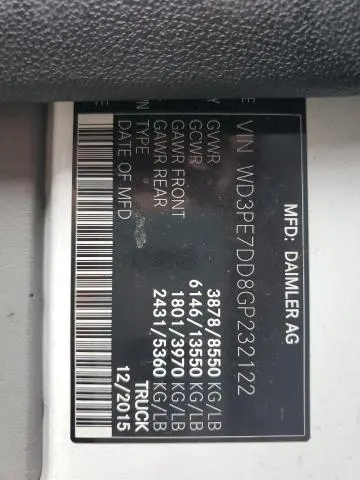 MFD: DAIMLER AG
VIN WD3PE7DD8GP232122
GVWR 3878/8550 KG/LB
GCWR 6146/13550 KG/LB
GAWR FRONT 1801/3970 KG/LB
GAWR REAR 2431/5360 KG/LB
TYPE TRUCK
DATE OF MFD 12/2015